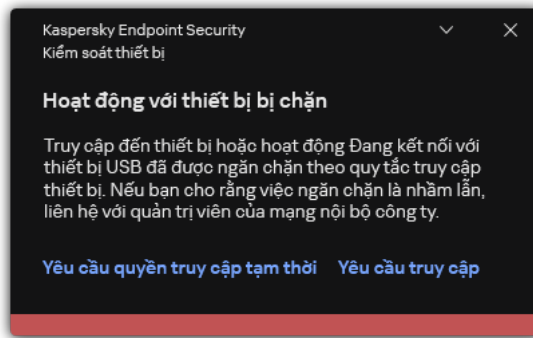 Kaspersky Endpoint Security
Kiểm soát thiết bị
Hoạt động với thiết bị bị chặn
Truy cập đến thiết bị hoặc hoạt động Đang kết nối với
thiết bị USB đã được ngăn chặn theo quy tắc truy cập
thiết bị. Nếu bạn cho rằng việc ngăn chặn là nhầm lẫn,
liên hệ với quản trị viên của mạng nội bộ công ty.
Yêu cầu quyền truy cập tạm thời Yêu cầu truy cập